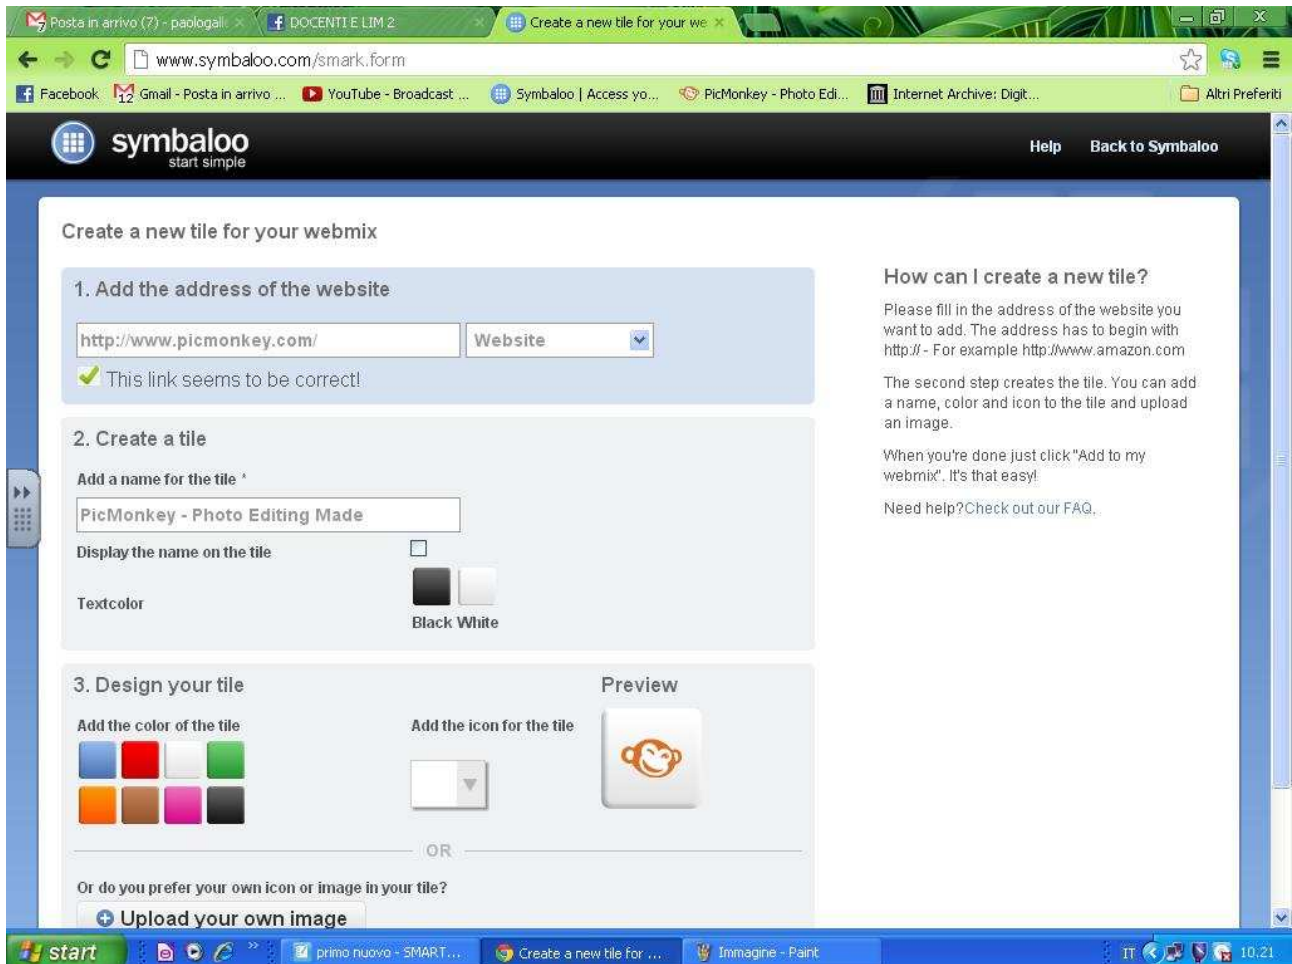 Posta in arrivo (7) - paologall
DOCENTI E LIM 2
Create a new tile for your we
www.symbaloo.com/smark.form
Facebook
12
Gmail - Posta in arrivo ...
YouTube - Broadcast ...
Symbaloo | Access yo...
PicMonkey - Photo Edi...
Internet Archive: Digit...
Altri Preferiti
symbaloo
start simple
Help
Back to Symbaloo
Create a new tile for your webmix
1. Add the address of the website
http://www.picmonkey.com/
Website
This link seems to be correct!
2. Create a tile
Add a name for the tile *
PicMonkey - Photo Editing Made
Display the name on the tile
Textcolor
Black White
3. Design your tile
Preview
Add the color of the tile
Add the icon for the tile
OR
Or do you prefer your own icon or image in your tile?
Upload your own image
How can I create a new tile?
Please fill in the address of the website you
want to add. The address has to begin with
http:// - For example http://www.amazon.com
The second step creates the tile. You can add
a name, color and icon to the tile and upload
an image.
When you're done just click "Add to my
webmix". It's that easy!
Need help?Check out our FAQ.
start
primo nuovo - SMART...
Create a new tile for ...
Immagine - Paint
IT
10.21